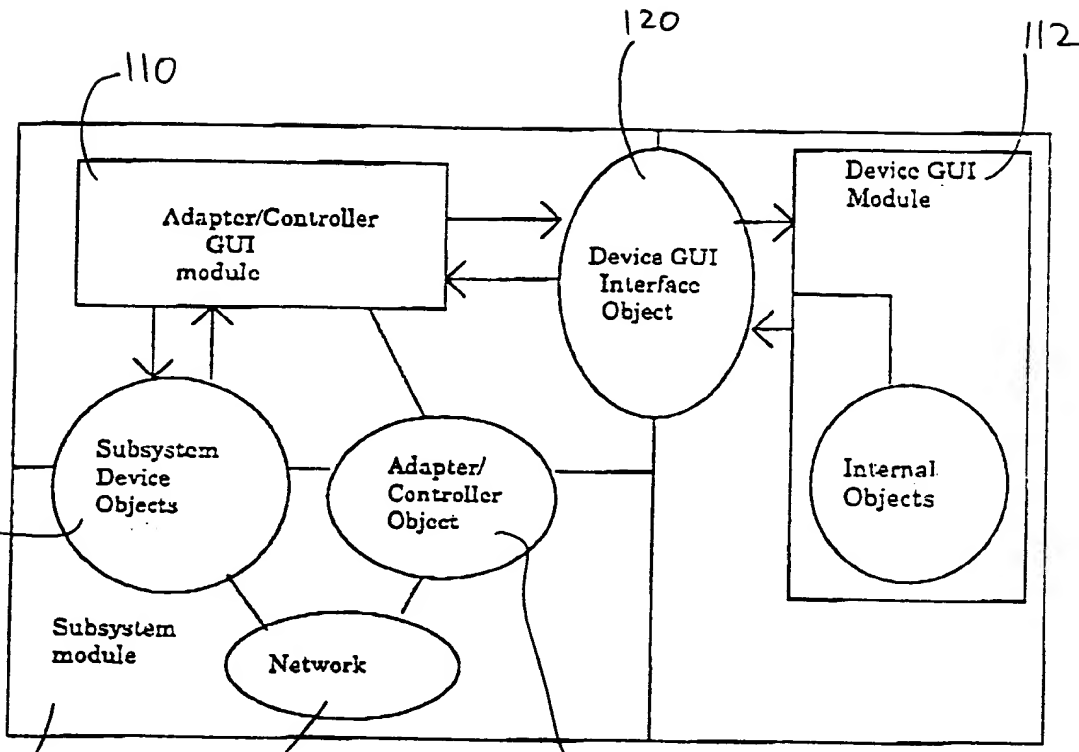 120
112
110
Adapter/Controller
GUI
module
Device GUI
Module
Device GUI
Interface
Object
Subsystem
Device
Objects
Adapter/
Controller
Object
Internal
Objects
Subsystem
module
Network